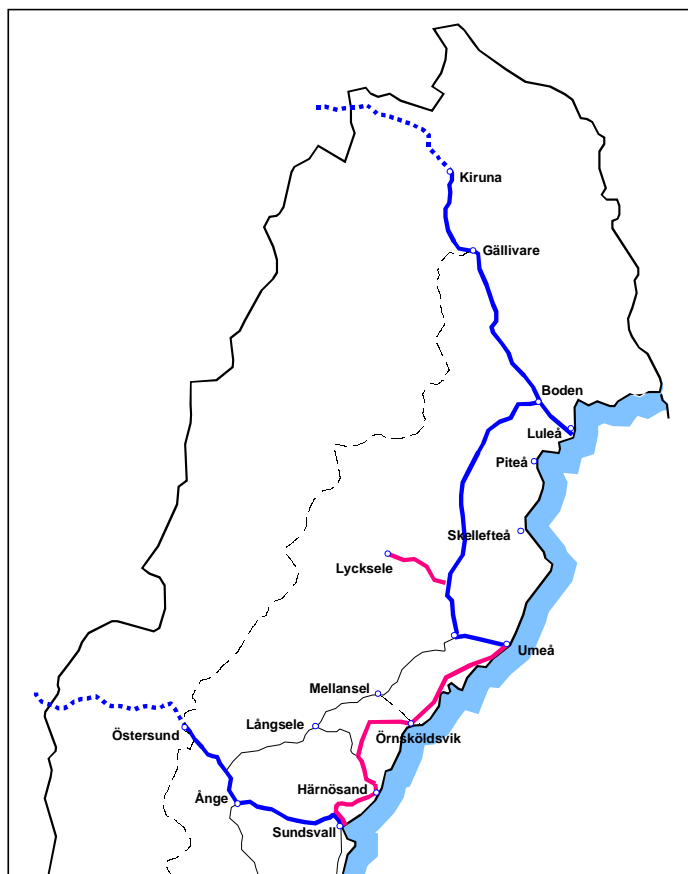 Kiruna
Gällivare
Boden
Luleå
Piteå
Skellefteå
Lycksele
Umeå
Mellansel
Långsele
Örnsköldsvik
Östersund
Härnösand
Ånge
Sundsvall